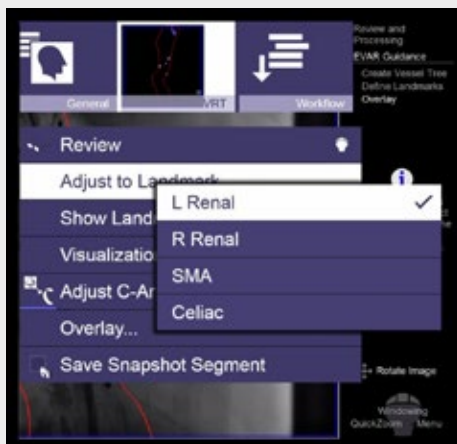 Review and
Processing
EVAR Guidance
Create Vessel Tree
Define Landmarks
Overlay
General
VRT
Workflow
Review
Adjust to Landmark
Show Land
Visualizatio
Adjust C-Ar
Overlay...
Save Snapshot Segment
L Renal
R Renal
SMA
Celiac
Rotate Image
Windowing
QuickZoom Menu